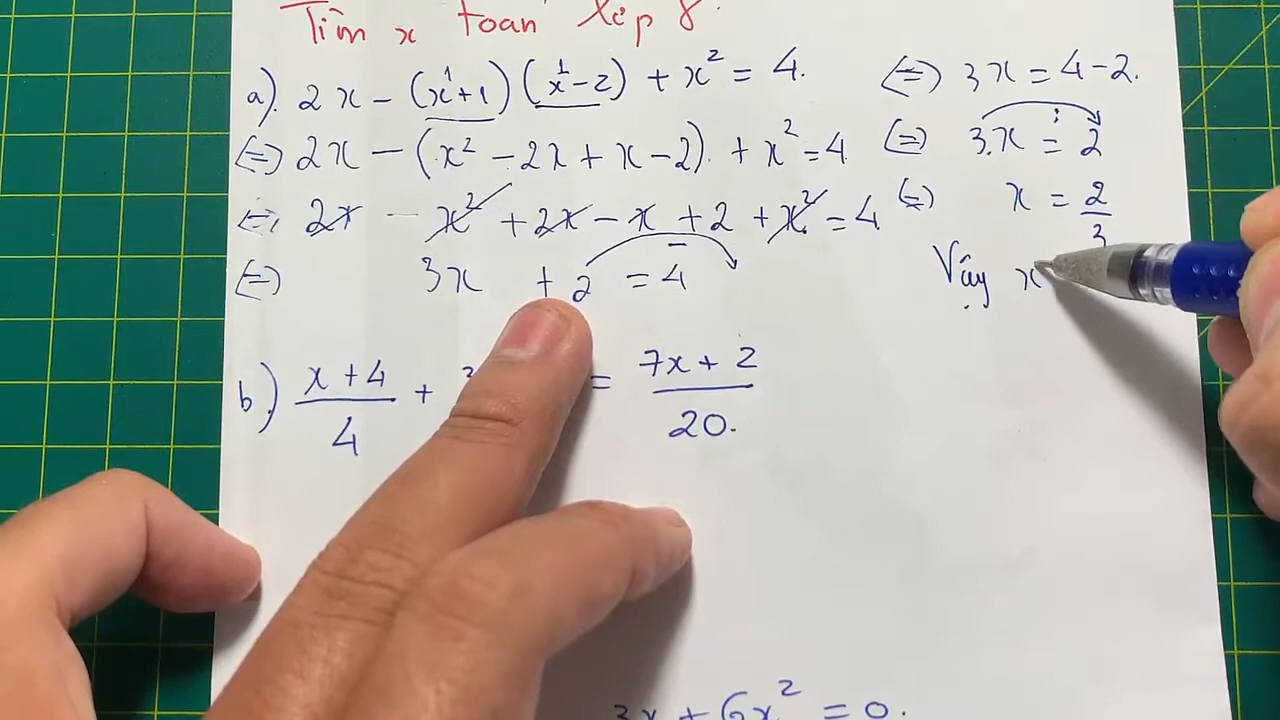 Tìm x toán lớp 8.
a). 2x - (x+1)(x-2) + x² = 4.
(=) 2x - (x² - 2x + x - 2) + x² = 4
(=) 2x - x² + 2x - x + 2 + x² = 4
(=) 3x + 2 = 4
(=) 3x = 4 - 2.
(=) 3.x = 2
(=) x = 2/3
Vậy x
b) (x+4)/4 + = (7x+2)/20.
3x + 6x² = 0.